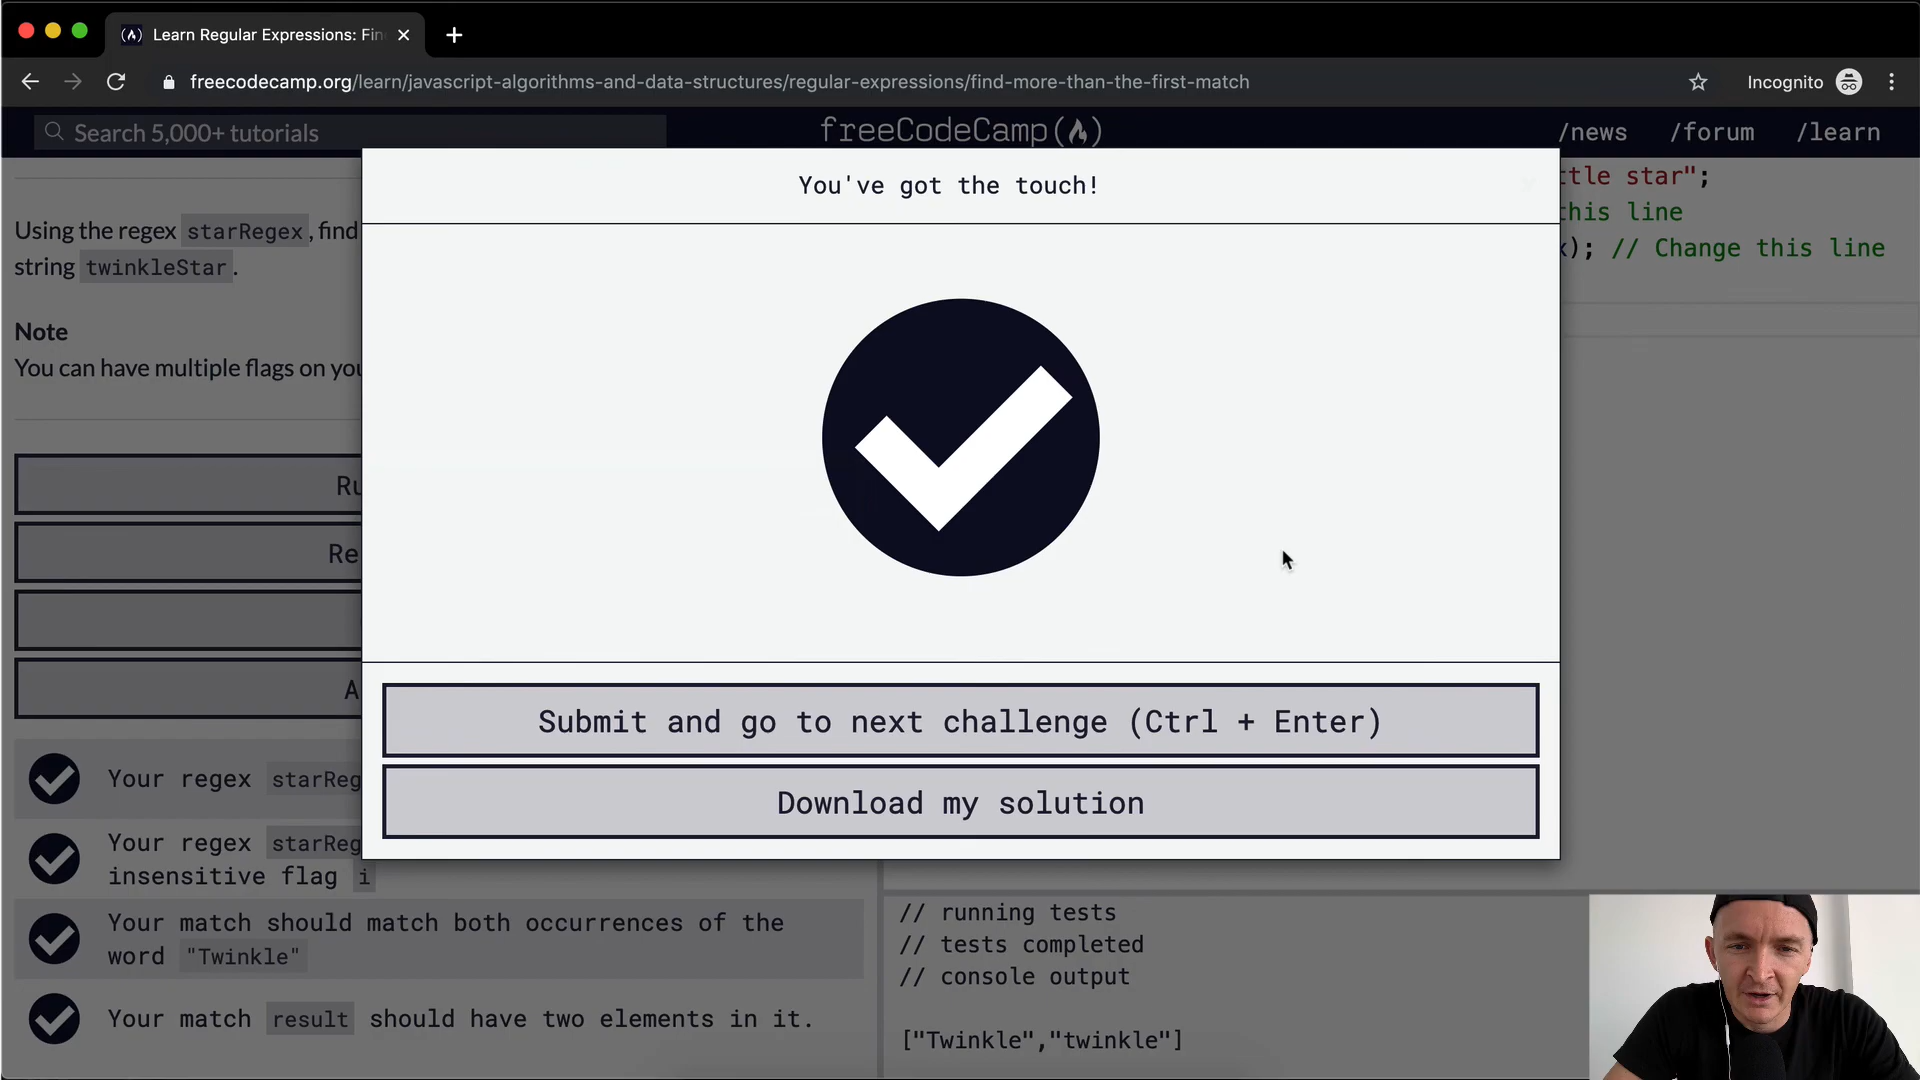 Learn Regular Expressions: Fin
freecodecamp.org/learn/javascript-algorithms-and-data-structures/regular-expressions/find-more-than-the-first-match
Incognito
Search 5,000+ tutorials
freeCodeCamp
/news /forum /learn
You've got the touch!
ttle star";
his line
); // Change this line
Using the regex starRegex, find
string twinkleStar.
Note
You can have multiple flags on you
Ru
Re
A
Submit and go to next challenge (Ctrl + Enter)
Download my solution
Your regex starReg
Your regex starReg
insensitive flag i
Your match should match both occurrences of the
word "Twinkle"
Your match result should have two elements in it.
// running tests
// tests completed
// console output
["Twinkle","twinkle"]